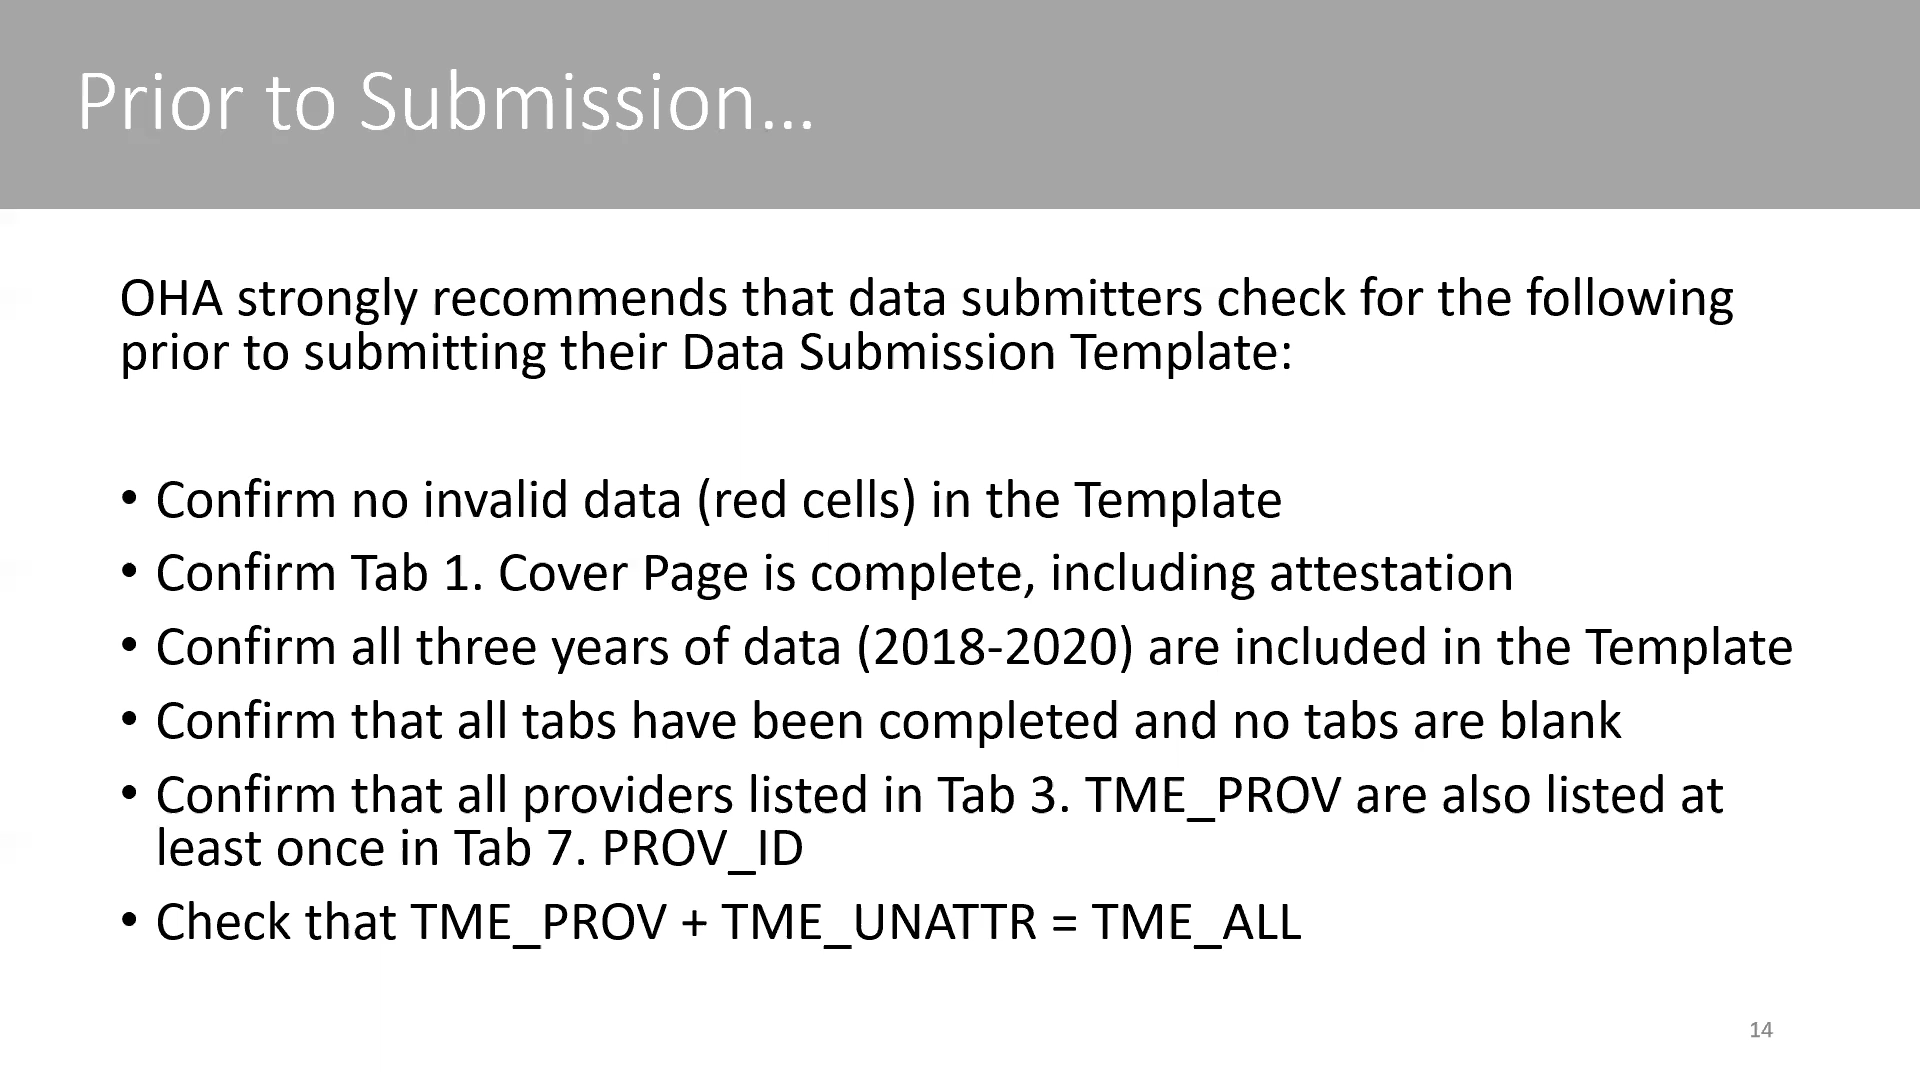 Prior to Submission...
OHA strongly recommends that data submitters check for the following
prior to submitting their Data Submission Template:
• Confirm no invalid data (red cells) in the Template
• Confirm Tab 1. Cover Page is complete, including attestation
• Confirm all three years of data (2018-2020) are included in the Template
• Confirm that all tabs have been completed and no tabs are blank
• Confirm that all providers listed in Tab 3. TME_PROV are also listed at
least once in Tab 7. PROV_ID
• Check that TME_PROV + TME_UNATTR = TME_ALL
14